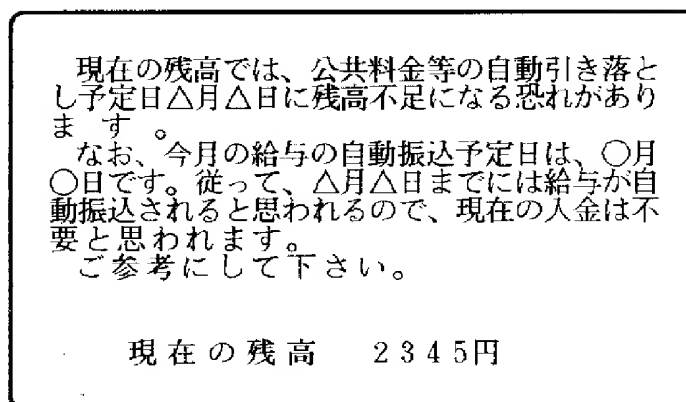 現在の残高では、公共料金等の自動引き落と
し予定日△月△日に残高不足になる恐れがあり
ます。
なお、今月の給与の自動振込予定日は、〇月
〇日です。従って、△月△日までには給与が自
動振込されると思われるので、現在の入金は不
要と思われます。
ご参考にして下さい。
現在の残高　2345円